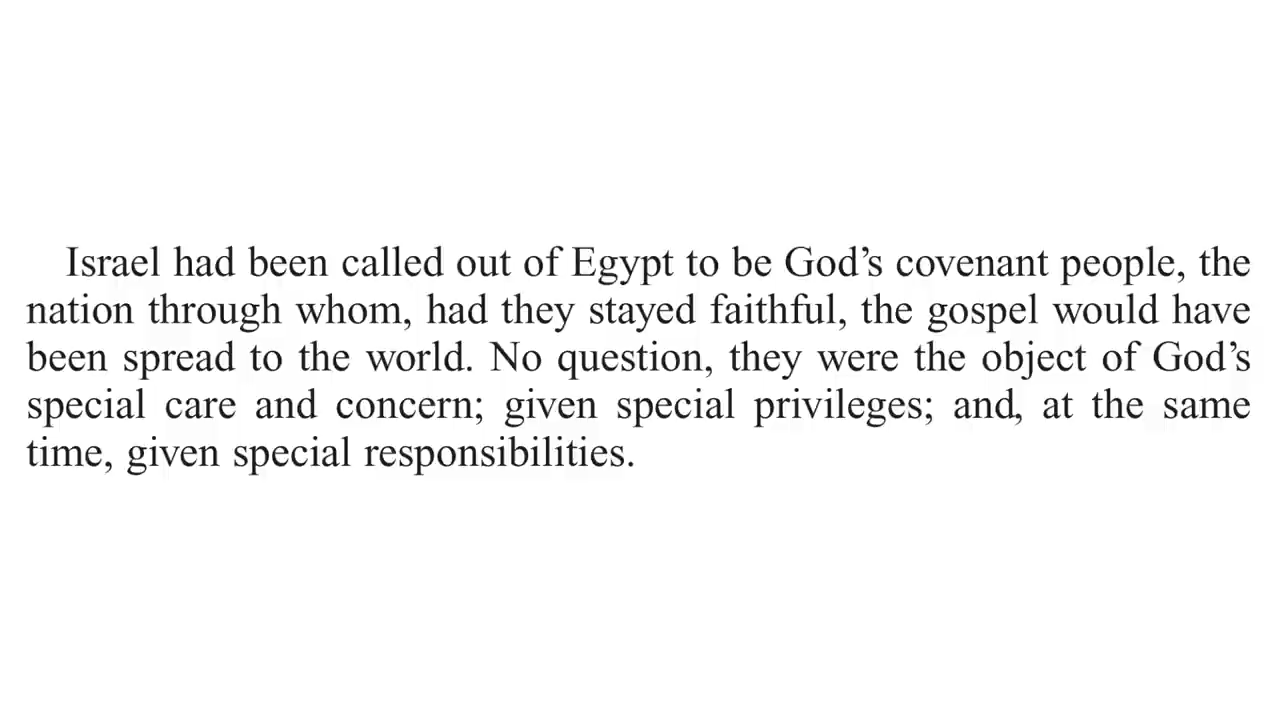 Israel had been called out of Egypt to be God’s covenant people, the
nation through whom, had they stayed faithful, the gospel would have
been spread to the world. No question, they were the object of God’s
special care and concern; given special privileges; and, at the same
time, given special responsibilities.